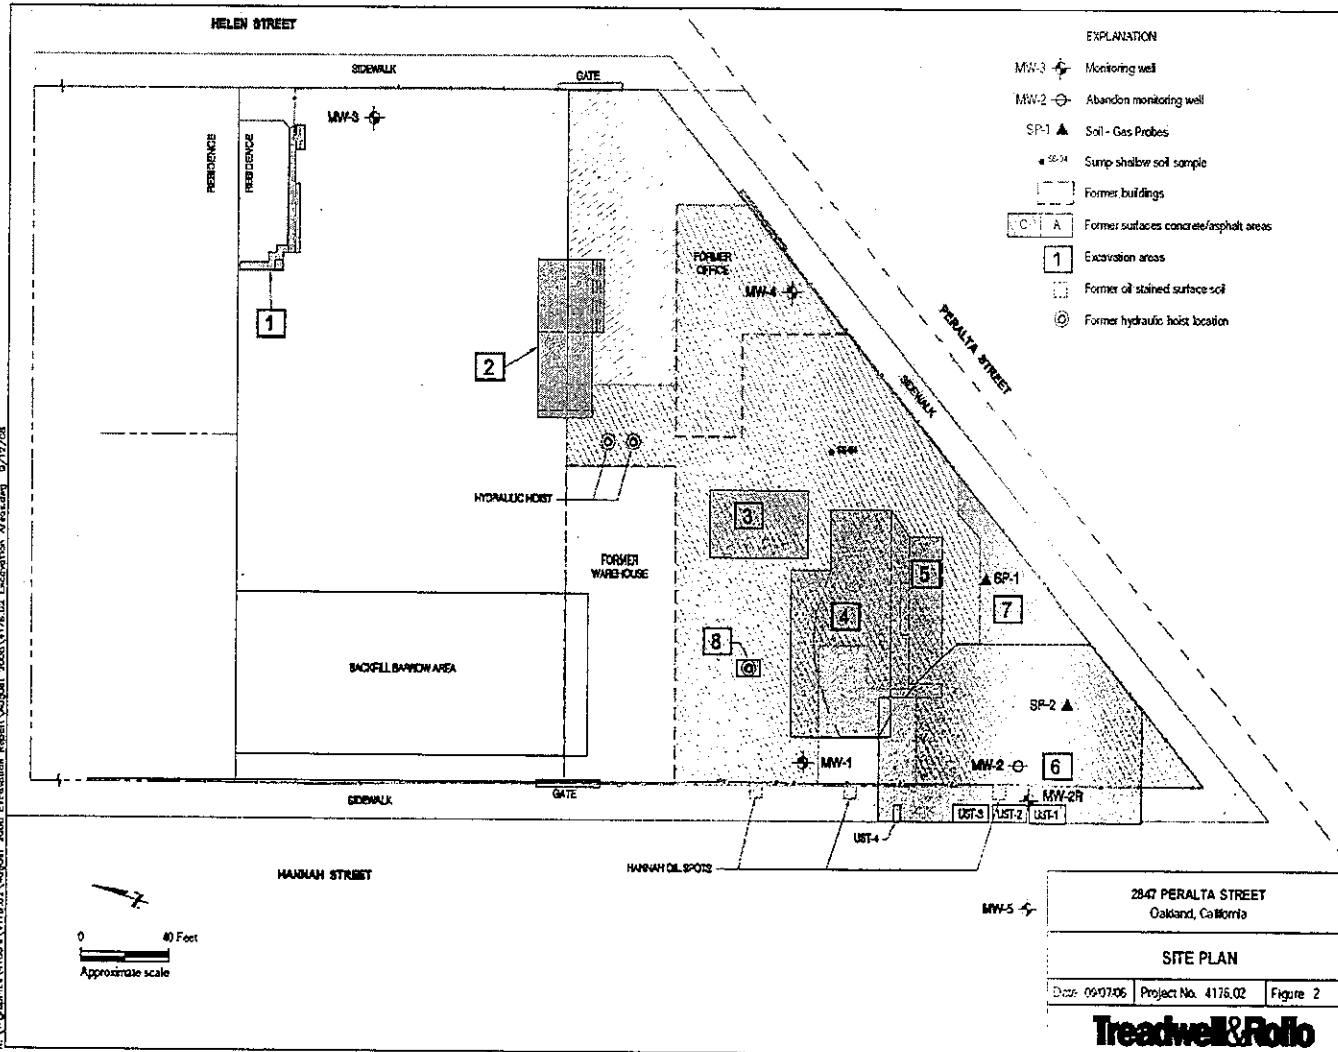 HELEN STREET
SIDEWALK
GATE
MW-3
RESIDENCE
RESIDENCE
1
2
FORMER
OFFICE
MW-4
PERALTA STREET
SIDEWALK
HYDRAULIC HOIST
FORMER
WAREHOUSE
3
4
5
SP-1
7
8
BACKFILL BARROW AREA
SP-2
MW-1
MW-2
6
MW-2R
SIDEWALK
GATE
UST-4
UST-3
UST-2
UST-1
HANNAH OIL SPOTS
HANNAH STREET
MW-5
0 40 Feet
Approximate scale
EXPLANATION
MW-3 Monitoring well
MW-2 Abandon monitoring well
SP-1 Soil - Gas Probes
Sump shallow soil sample
Former buildings
C A Former surfaces concrete/asphalt areas
1 Excavation areas
Former oil stained surface soil
Former hydraulic hoist location
2847 PERALTA STREET
Oakland, California
SITE PLAN
Date 09/07/06 Project No. 4176.02 Figure 2
Treadwell&Rollo